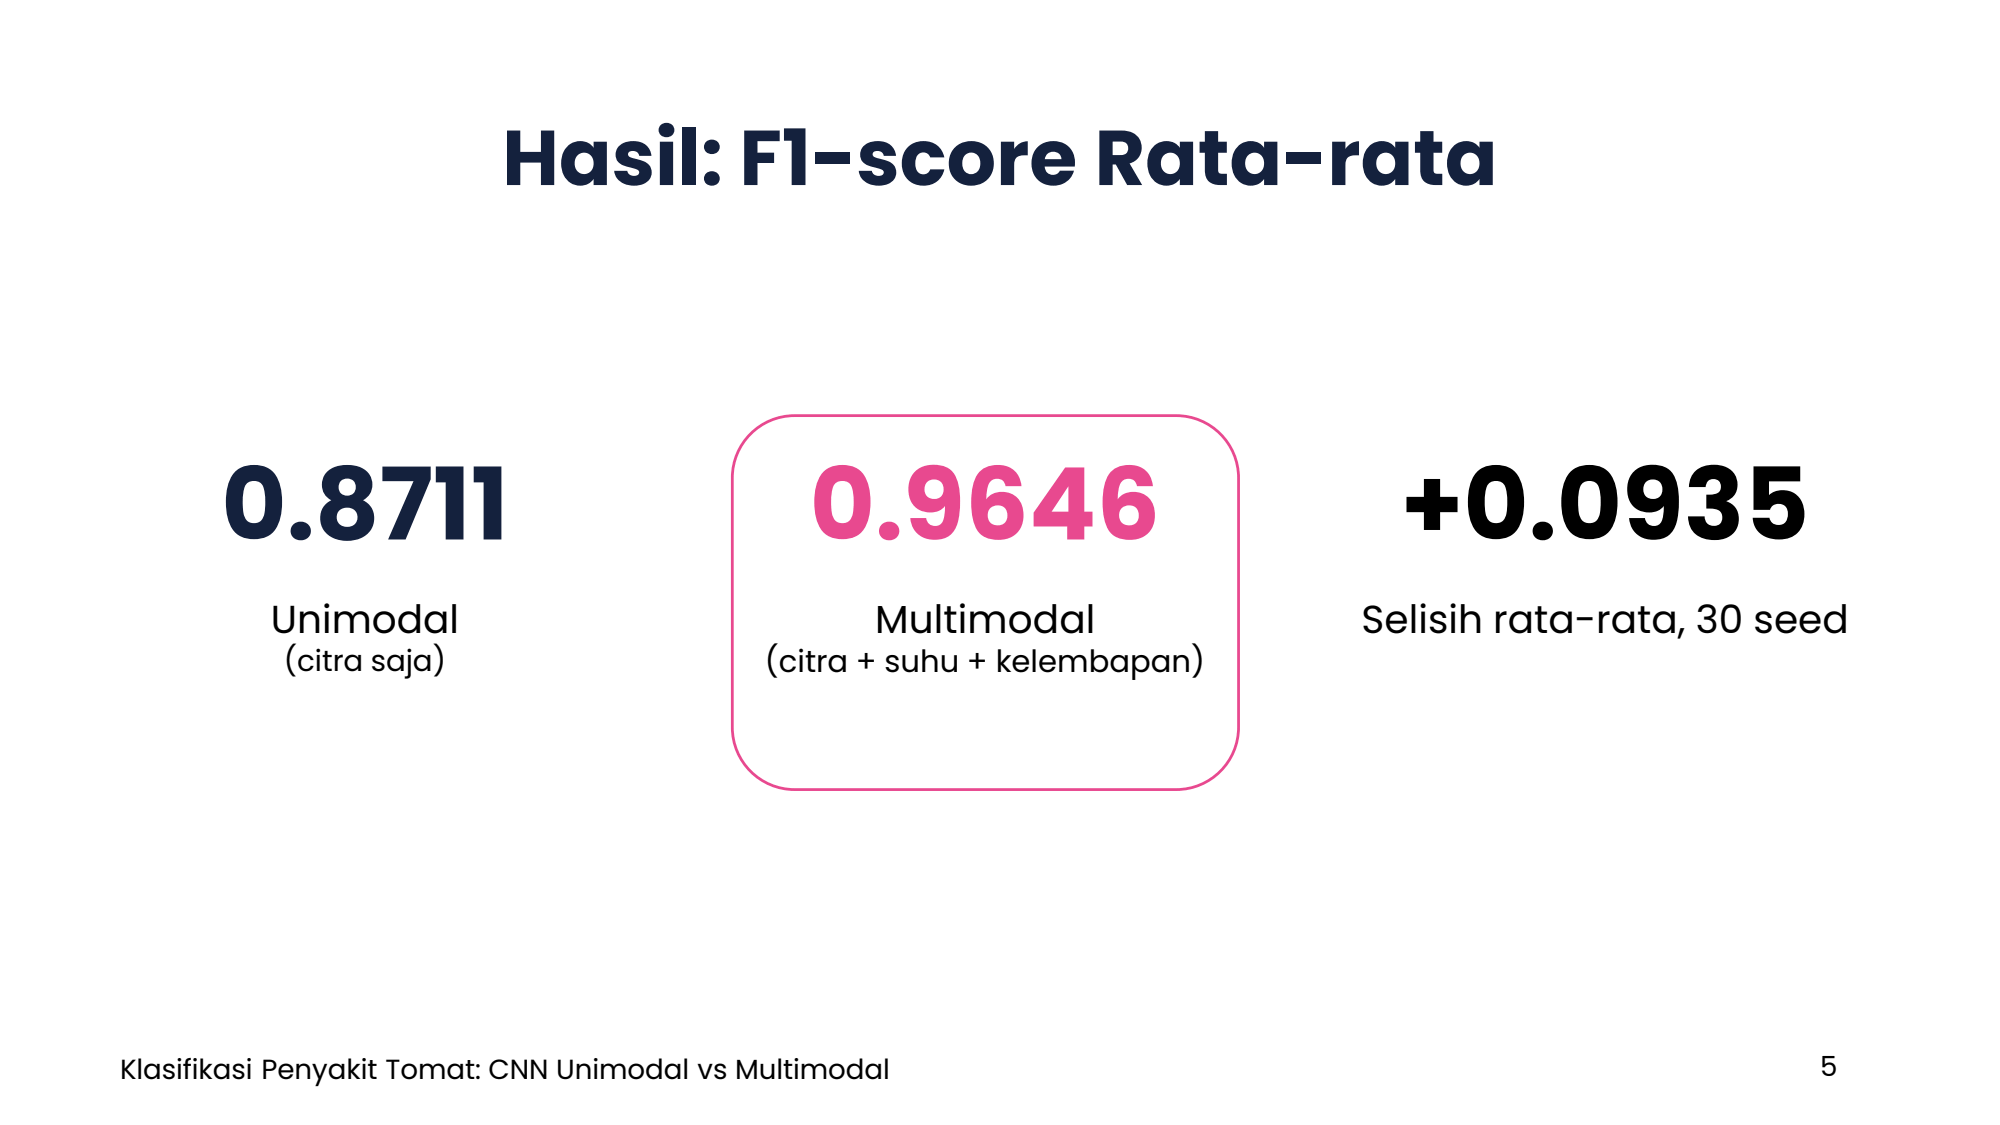 Hasil: F1-score Rata-rata
0.8711
Unimodal
(citra saja)
0.9646
Multimodal
(citra + suhu + kelembapan)
+0.0935
Selisih rata-rata, 30 seed
Klasifikasi Penyakit Tomat: CNN Unimodal vs Multimodal
5